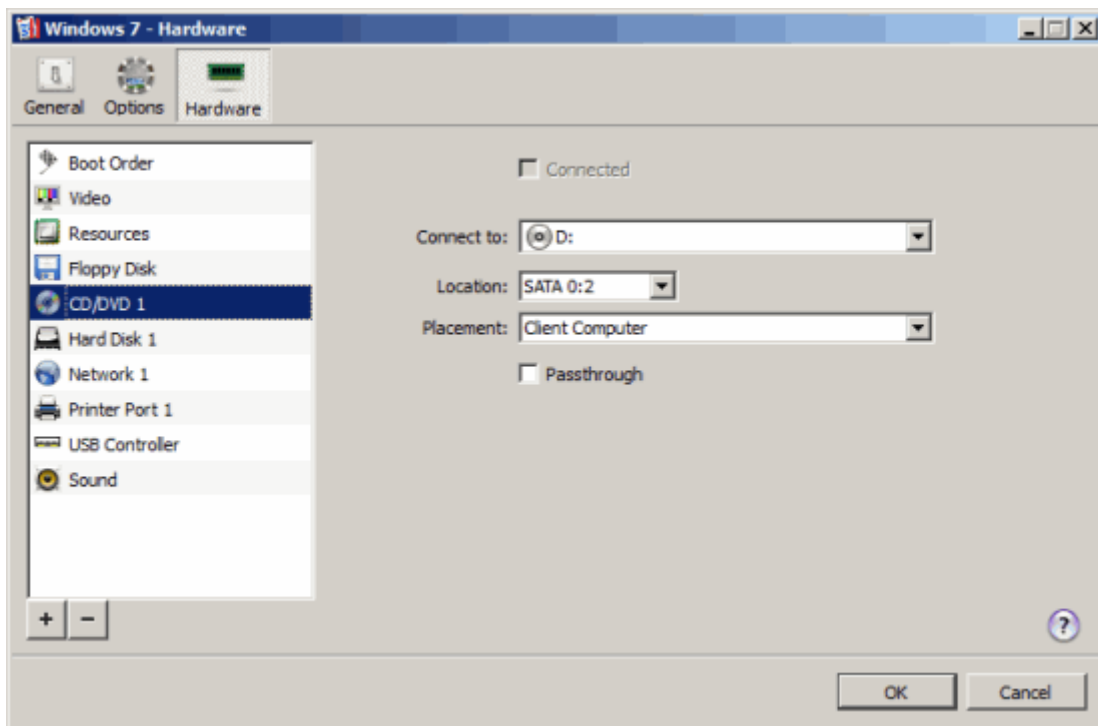 Windows 7 - Hardware
General Options Hardware
Boot Order
Video
Resources
Floppy Disk
CD/DVD 1
Hard Disk 1
Network 1
Printer Port 1
USB Controller
Sound
Connected
Connect to: D:
Location: SATA 0:2
Placement: Client Computer
Passthrough
+ −
?
OK Cancel